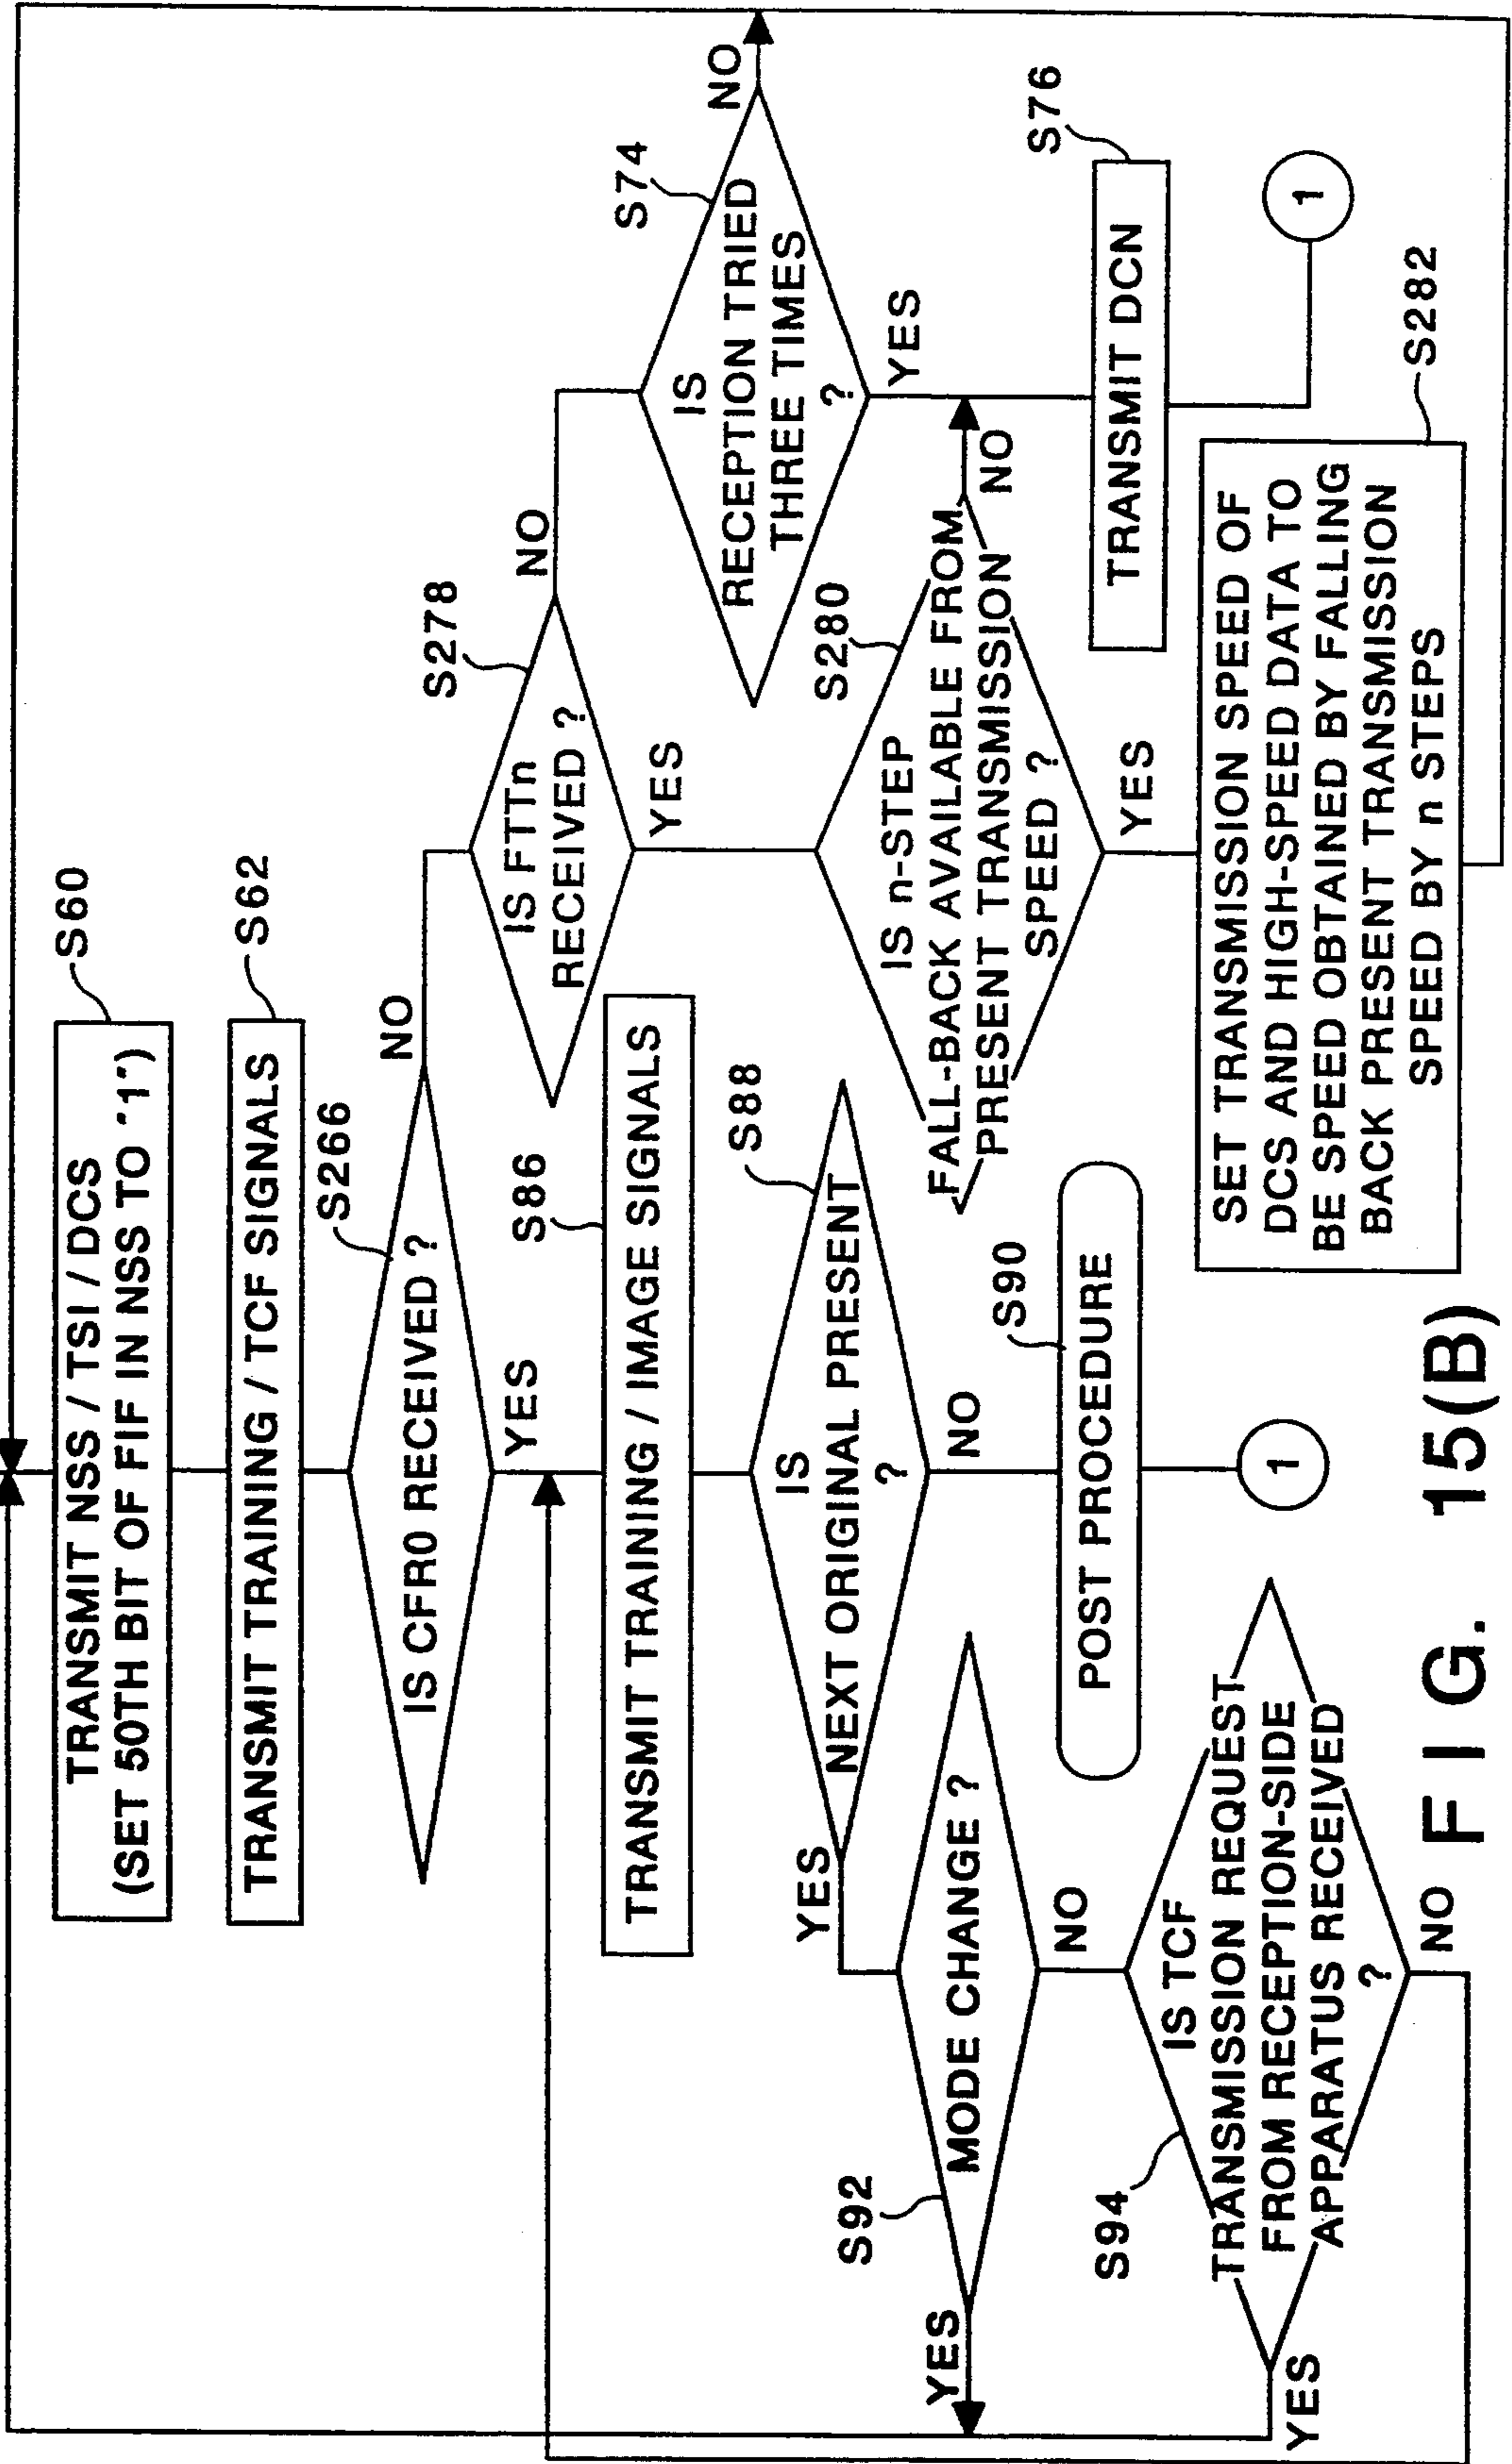 TRANSMIT NSS / TSI / DCS
(SET 50TH BIT OF FIF IN NSS TO "1")
S60
TRANSMIT TRAINING / TCF SIGNALS
S62
IS CFR0 RECEIVED ?
S266
NO
YES
IS FTTn
RECEIVED ?
S278
NO
YES
IS
RECEPTION TRIED
THREE TIMES
?
S74
NO
YES
TRANSMIT TRAINING / IMAGE SIGNALS
S86
IS
NEXT ORIGINAL PRESENT
?
S88
YES
NO
IS n-STEP
FALL-BACK AVAILABLE FROM
PRESENT TRANSMISSION
SPEED ?
S280
NO
YES
TRANSMIT DCN
S76
1
MODE CHANGE ?
S92
YES
NO
POST PROCEDURE
S90
1
SET TRANSMISSION SPEED OF
DCS AND HIGH-SPEED DATA TO
BE SPEED OBTAINED BY FALLING
BACK PRESENT TRANSMISSION
SPEED BY n STEPS
S282
IS TCF
TRANSMISSION REQUEST
FROM RECEPTION-SIDE
APPARATUS RECEIVED
?
S94
YES
NO
FIG. 15(B)